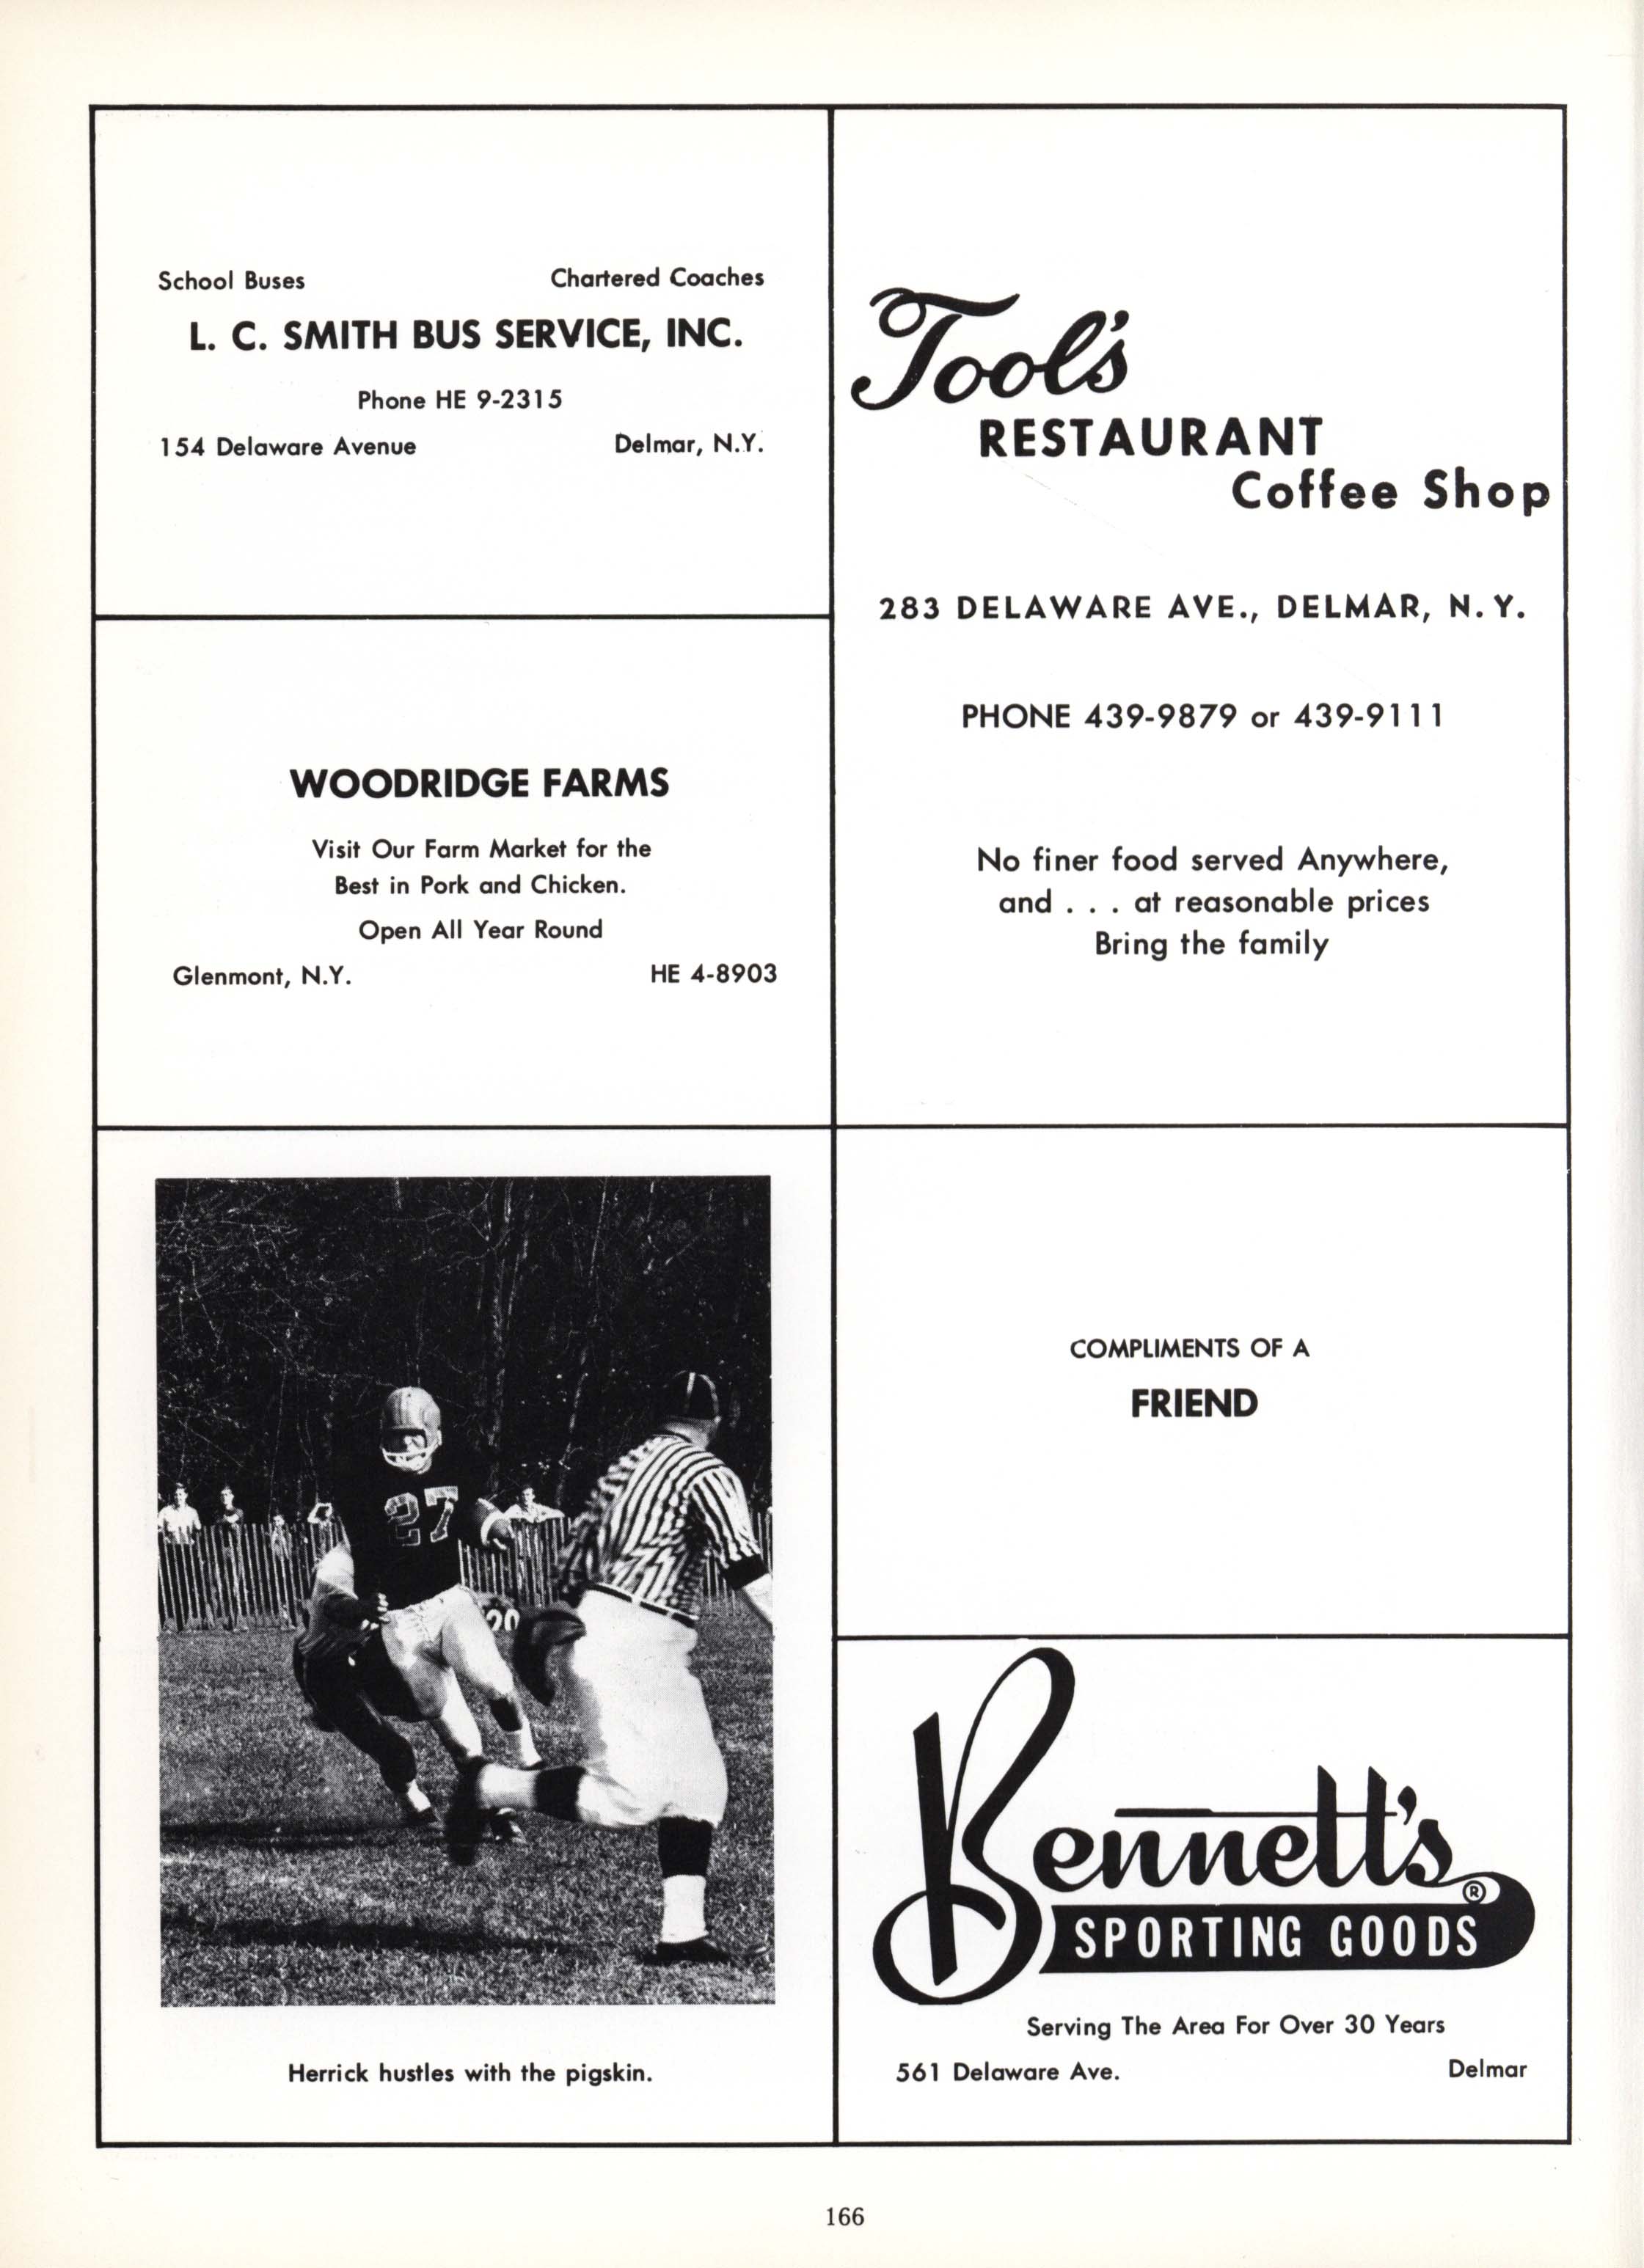 School Buses Chartered Coaches
L. C. SMITH BUS SERVICE, INC.
Phone HE 9-2315
154 Delaware Avenue Delmar, N.Y.
WOODRIDGE FARMS
Visit Our Farm Market for the
Best in Pork and Chicken.
Open All Year Round
Glenmont, N.Y. HE 4-8903
27
20
Herrick hustles with the pigskin.
Tool's
RESTAURANT
Coffee Shop
283 DELAWARE AVE., DELMAR, N. Y.
PHONE 439-9879 or 439-9111
No finer food served Anywhere,
and . . . at reasonable prices
Bring the family
COMPLIMENTS OF A
FRIEND
Bennett's ®
SPORTING GOODS
Serving The Area For Over 30 Years
561 Delaware Ave. Delmar
166